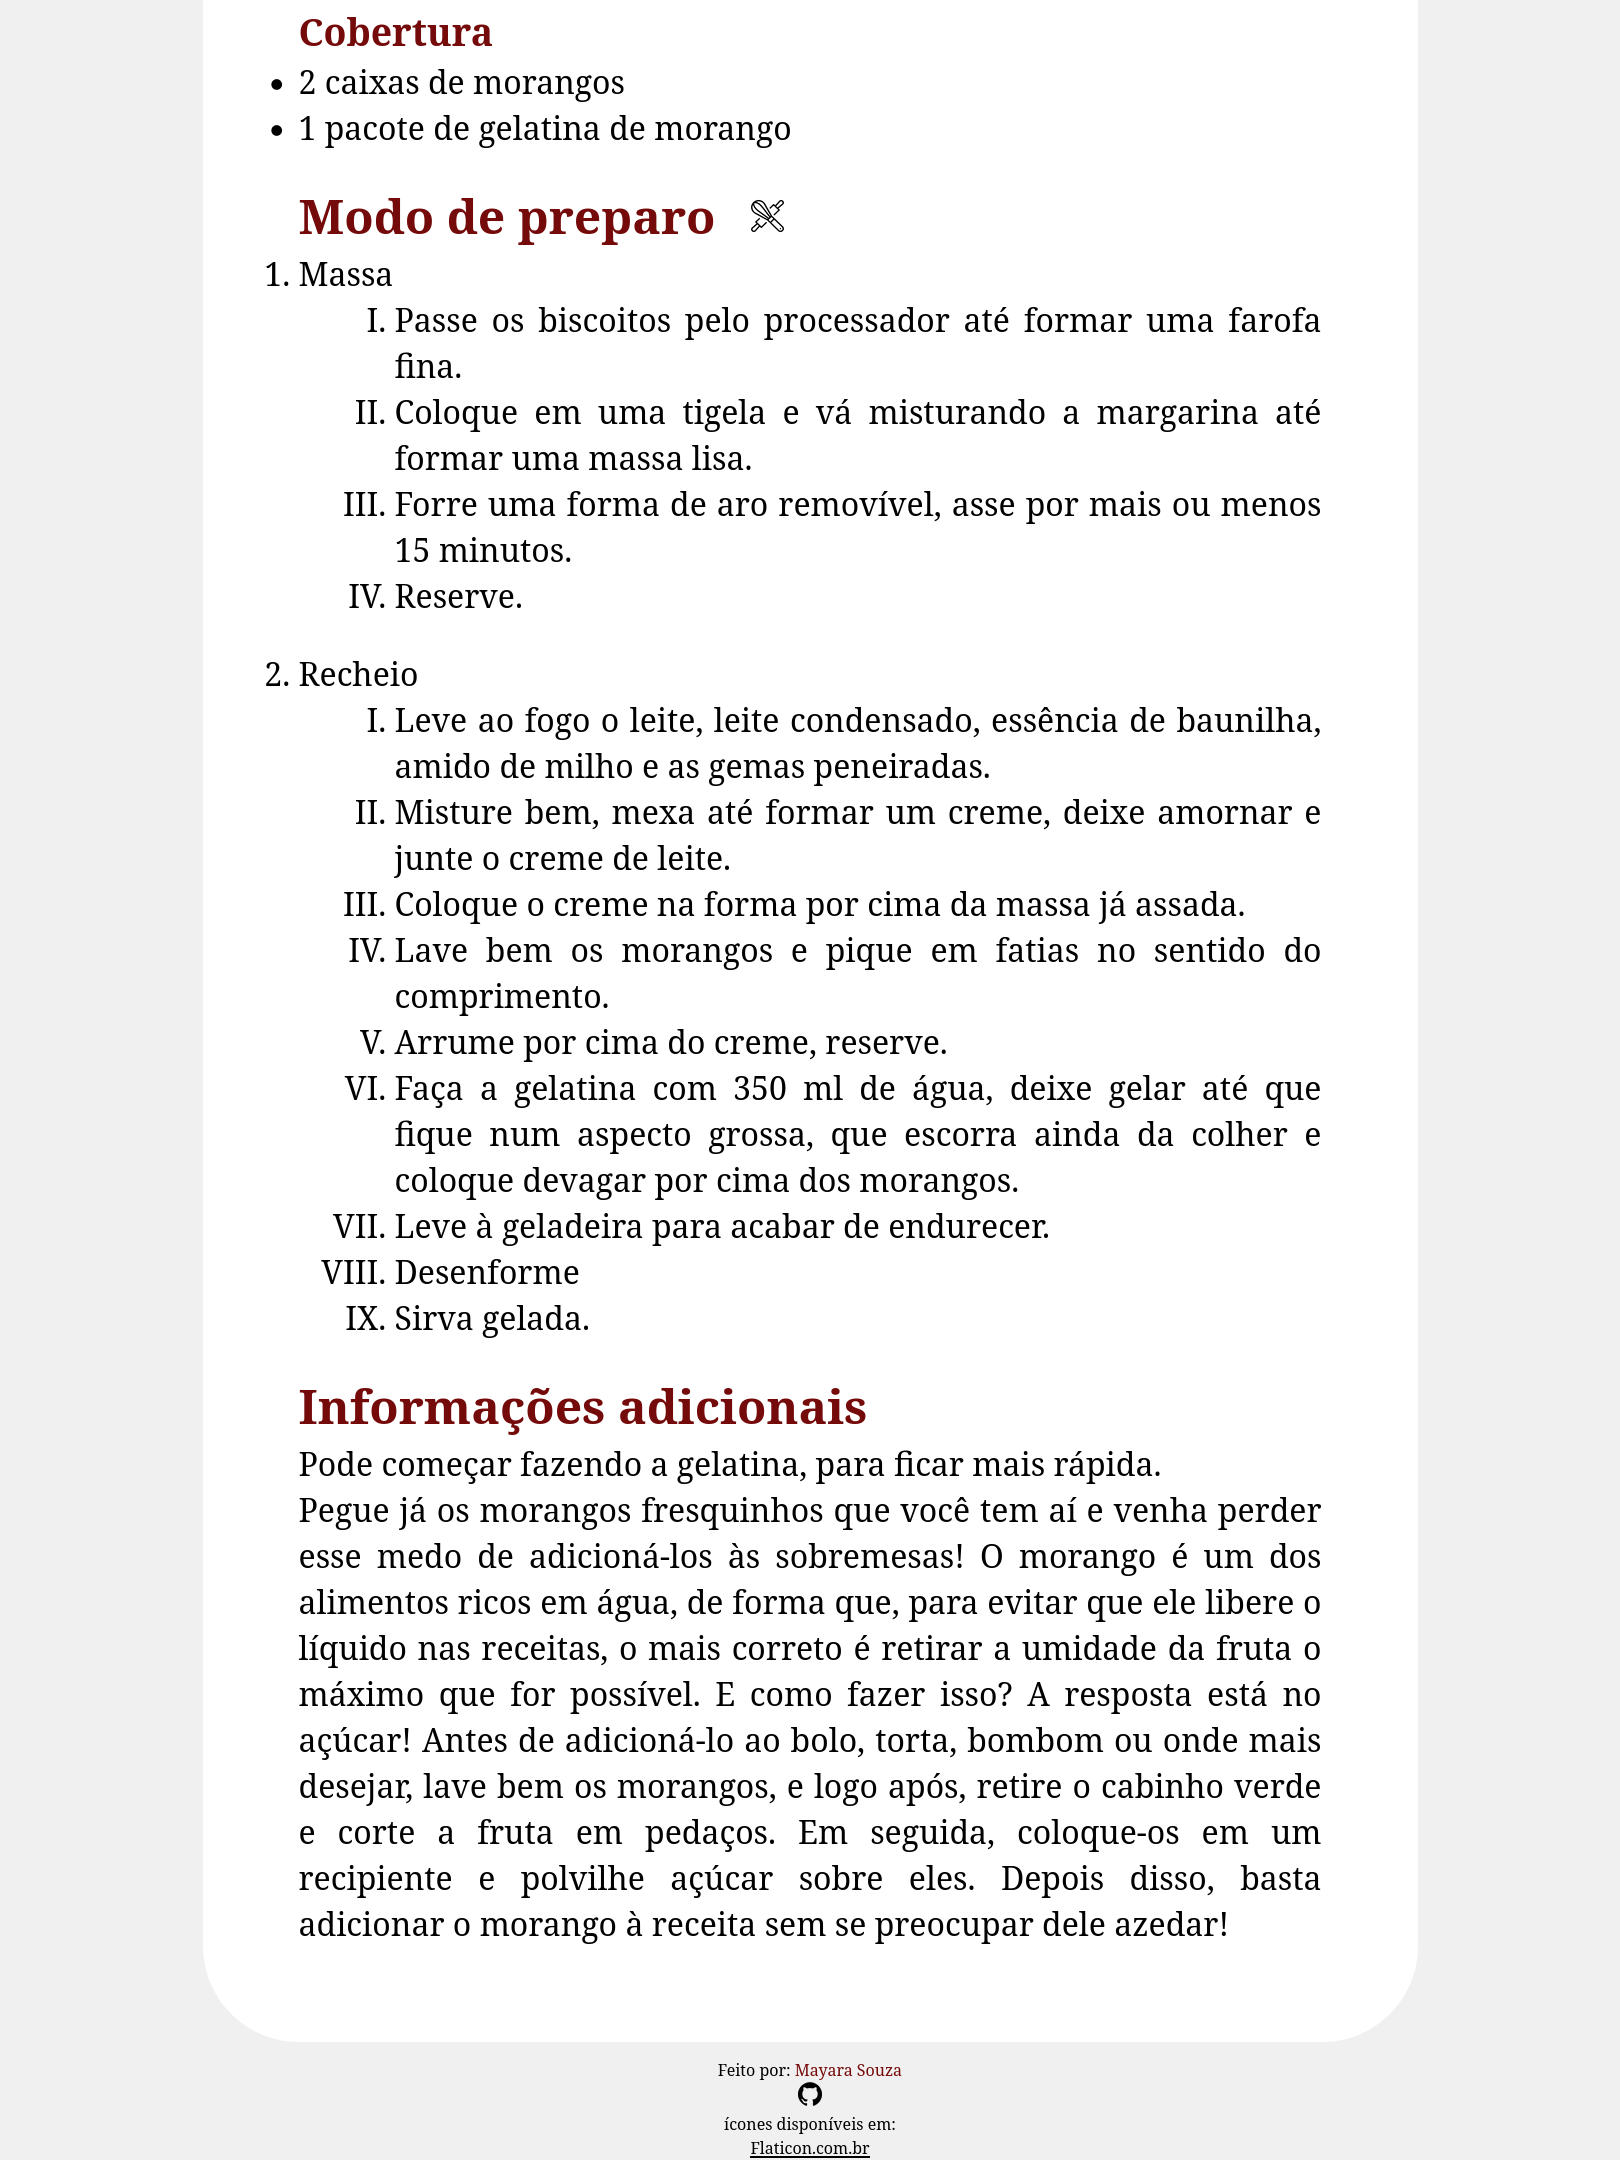 Cobertura
• 2 caixas de morangos
• 1 pacote de gelatina de morango
Modo de preparo
1. Massa
I. Passe os biscoitos pelo processador até formar uma farofa
fina.
II. Coloque em uma tigela e vá misturando a margarina até
formar uma massa lisa.
III. Forre uma forma de aro removível, asse por mais ou menos
15 minutos.
IV. Reserve.
2. Recheio
I. Leve ao fogo o leite, leite condensado, essência de baunilha,
amido de milho e as gemas peneiradas.
II. Misture bem, mexa até formar um creme, deixe amornar e
junte o creme de leite.
III. Coloque o creme na forma por cima da massa já assada.
IV. Lave bem os morangos e pique em fatias no sentido do
comprimento.
V. Arrume por cima do creme, reserve.
VI. Faça a gelatina com 350 ml de água, deixe gelar até que
fique num aspecto grossa, que escorra ainda da colher e
coloque devagar por cima dos morangos.
VII. Leve à geladeira para acabar de endurecer.
VIII. Desenforme
IX. Sirva gelada.
Informações adicionais
Pode começar fazendo a gelatina, para ficar mais rápida.
Pegue já os morangos fresquinhos que você tem aí e venha perder
esse medo de adicioná-los às sobremesas! O morango é um dos
alimentos ricos em água, de forma que, para evitar que ele libere o
líquido nas receitas, o mais correto é retirar a umidade da fruta o
máximo que for possível. E como fazer isso? A resposta está no
açúcar! Antes de adicioná-lo ao bolo, torta, bombom ou onde mais
desejar, lave bem os morangos, e logo após, retire o cabinho verde
e corte a fruta em pedaços. Em seguida, coloque-os em um
recipiente e polvilhe açúcar sobre eles. Depois disso, basta
adicionar o morango à receita sem se preocupar dele azedar!
Feito por: Mayara Souza
ícones disponíveis em:
Flaticon.com.br